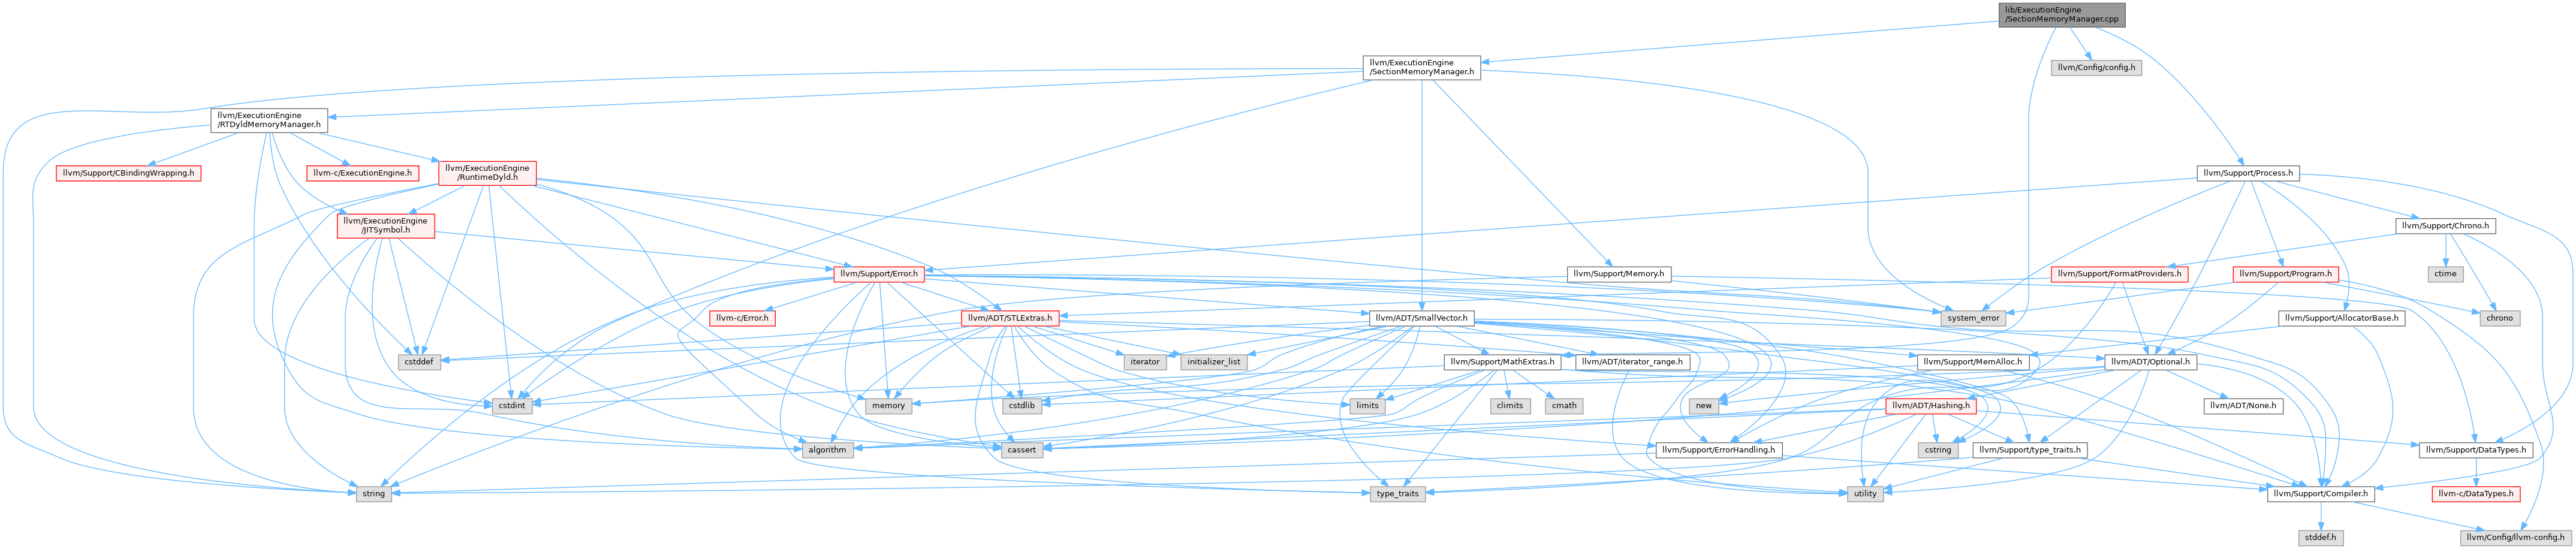 lib/ExecutionEngine
/SectionMemoryManager.cpp
llvm/ExecutionEngine
/SectionMemoryManager.h
llvm/Config/config.h
llvm/ExecutionEngine
/RTDyldMemoryManager.h
llvm/Support/CBindingWrapping.h
llvm-c/ExecutionEngine.h
llvm/ExecutionEngine
/RuntimeDyld.h
llvm/Support/Process.h
llvm/ExecutionEngine
/JITSymbol.h
llvm/Support/Chrono.h
llvm/Support/Error.h
llvm/Support/Memory.h
llvm/Support/FormatProviders.h
llvm/Support/Program.h
ctime
llvm-c/Error.h
llvm/ADT/STLExtras.h
llvm/ADT/SmallVector.h
system_error
llvm/Support/AllocatorBase.h
chrono
cstddef
iterator
initializer_list
llvm/Support/MathExtras.h
llvm/ADT/iterator_range.h
llvm/Support/MemAlloc.h
llvm/ADT/Optional.h
cstdint
memory
cstdlib
limits
climits
cmath
new
llvm/ADT/Hashing.h
llvm/ADT/None.h
algorithm
cassert
llvm/Support/ErrorHandling.h
cstring
llvm/Support/type_traits.h
llvm/Support/DataTypes.h
string
type_traits
utility
llvm/Support/Compiler.h
llvm-c/DataTypes.h
stddef.h
llvm/Config/llvm-config.h